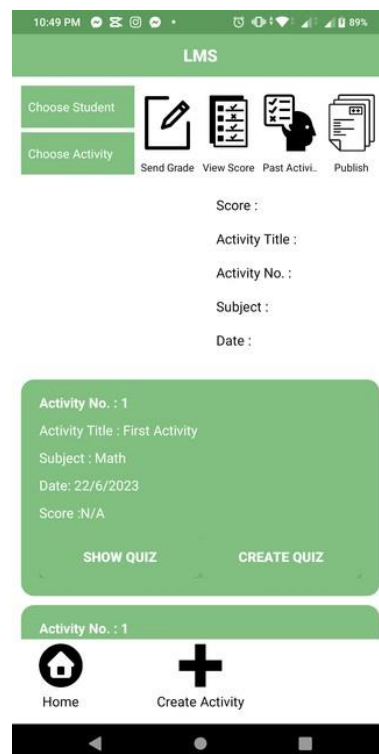 10:49 PM 89%
LMS
Choose Student
Choose Activity
Send Grade View Score Past Activi.. Publish
Score :
Activity Title :
Activity No. :
Subject :
Date :
Activity No. : 1
Activity Title : First Activity
Subject : Math
Date: 22/6/2023
Score :N/A
SHOW QUIZ CREATE QUIZ
Activity No. : 1
Home Create Activity